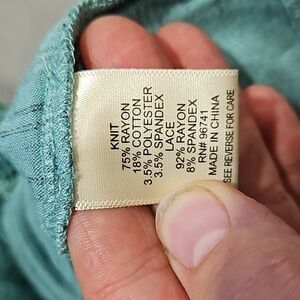 KNIT
75% RAYON
18% COTTON
3.5% POLYESTER
3.5% SPANDEX
LACE
92% RAYON
8% SPANDEX
RN# 96741
MADE IN CHINA
SEE REVERSE FOR CARE